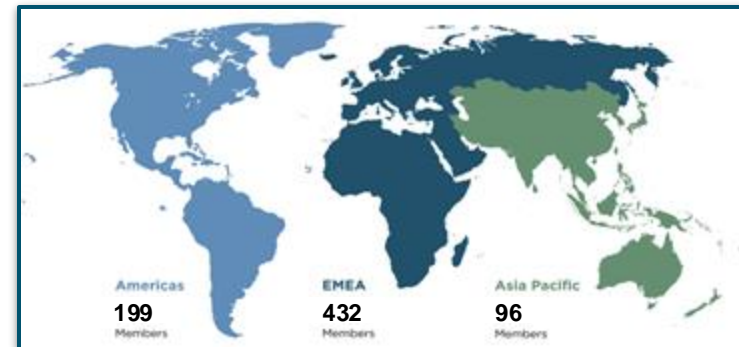 Americas
199
Members
EMEA
432
Members
Asia Pacific
96
Members